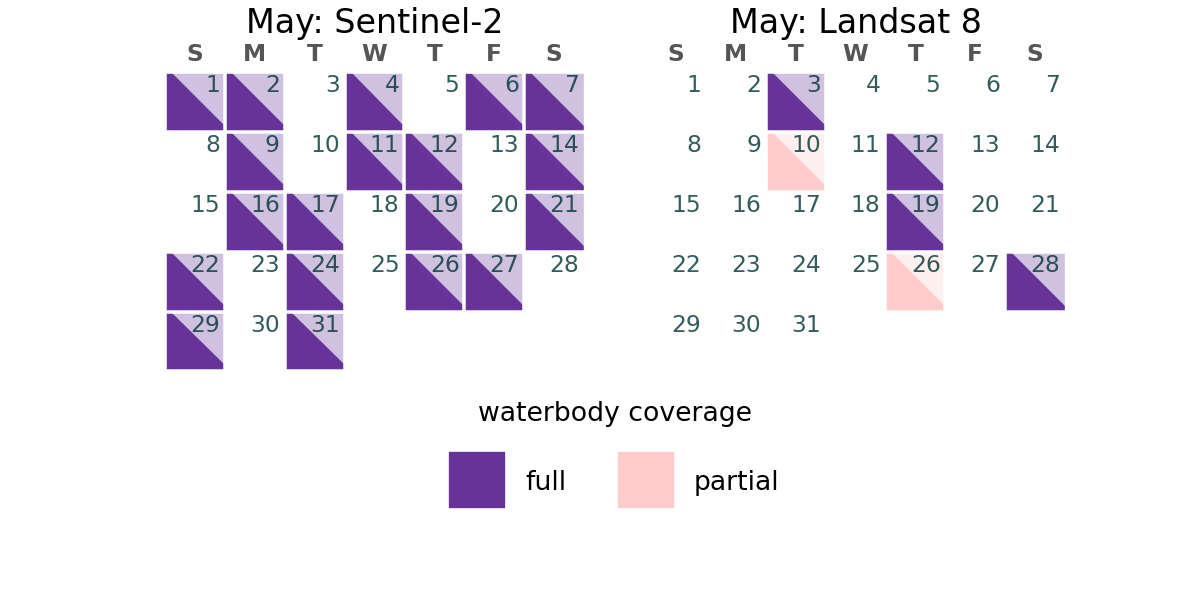 May: Sentinel-2
S M T W T F S
1 2 3 4 5 6 7
8 9 10 11 12 13 14
15 16 17 18 19 20 21
22 23 24 25 26 27 28
29 30 31
May: Landsat 8
S M T W T F S
1 2 3 4 5 6 7
8 9 10 11 12 13 14
15 16 17 18 19 20 21
22 23 24 25 26 27 28
29 30 31
waterbody coverage
full
partial